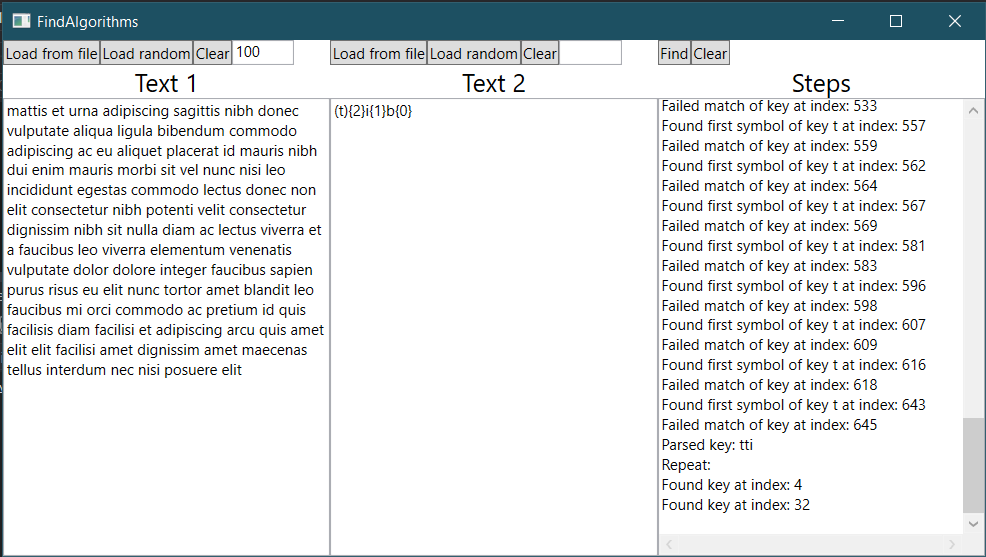 FindAlgorithms
Load from file Load random Clear 100
Load from file Load random Clear
Find Clear
Text 1
Text 2
Steps
mattis et urna adipiscing sagittis nibh donec
vulputate aliqua ligula bibendum commodo
adipiscing ac eu aliquet placerat id mauris nibh
dui enim mauris morbi sit vel nunc nisi leo
incididunt egestas commodo lectus donec non
elit consectetur nibh potenti velit consectetur
dignissim nibh sit nulla diam ac lectus viverra et
a faucibus leo viverra elementum venenatis
vulputate dolor dolore integer faucibus sapien
purus risus eu elit nunc tortor amet blandit leo
faucibus mi orci commodo ac pretium id quis
facilisis diam facilisi et adipiscing arcu quis amet
elit elit facilisi amet dignissim amet maecenas
tellus interdum nec nisi posuere elit
(t){2}i{1}b{0}
Failed match of key at index: 533
Found first symbol of key t at index: 557
Failed match of key at index: 559
Found first symbol of key t at index: 562
Failed match of key at index: 564
Found first symbol of key t at index: 567
Failed match of key at index: 569
Found first symbol of key t at index: 581
Failed match of key at index: 583
Found first symbol of key t at index: 596
Failed match of key at index: 598
Found first symbol of key t at index: 607
Failed match of key at index: 609
Found first symbol of key t at index: 616
Failed match of key at index: 618
Found first symbol of key t at index: 643
Failed match of key at index: 645
Parsed key: tti
Repeat:
Found key at index: 4
Found key at index: 32